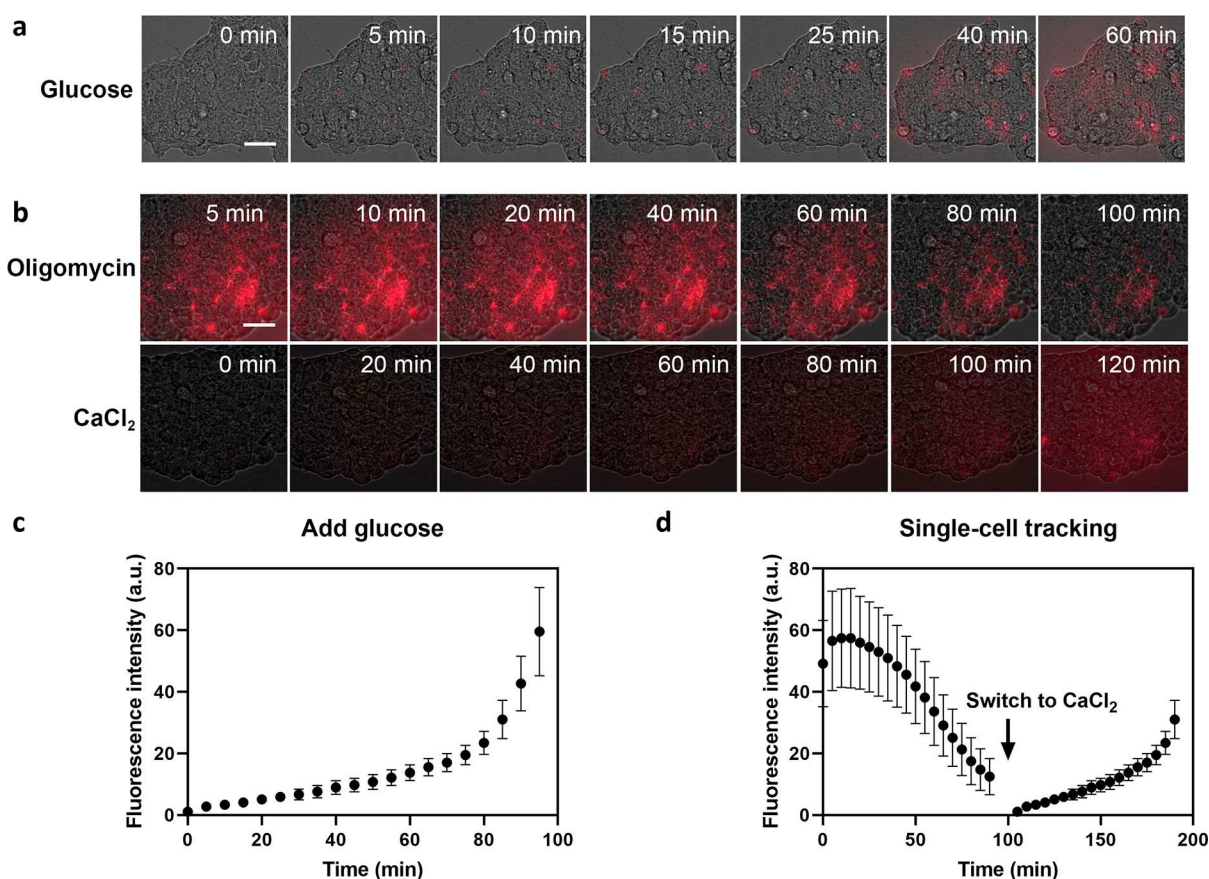 a
0 min 5 min 10 min 15 min 25 min 40 min 60 min
Glucose
b
5 min 10 min 20 min 40 min 60 min 80 min 100 min
Oligomycin
0 min 20 min 40 min 60 min 80 min 100 min 120 min
CaCl₂
c
Add glucose
Fluorescence intensity (a.u.)
80
60
40
20
0
0 20 40 60 80 100
Time (min)
d
Single-cell tracking
Fluorescence intensity (a.u.)
80
60
40
20
0
Switch to CaCl₂
0 50 100 150 200
Time (min)